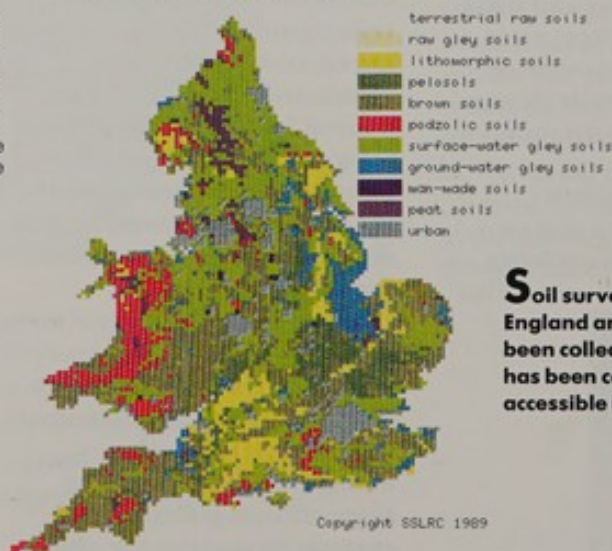 terrestrial raw soils
raw gley soils
lithomorphic soils
pelosols
brown soils
podzolic soils
surface-water gley soils
ground-water gley soils
man-made soils
peat soils
urban
Soil surve
England an
been collec
has been c
accessible
Copyright SSLRC 1989